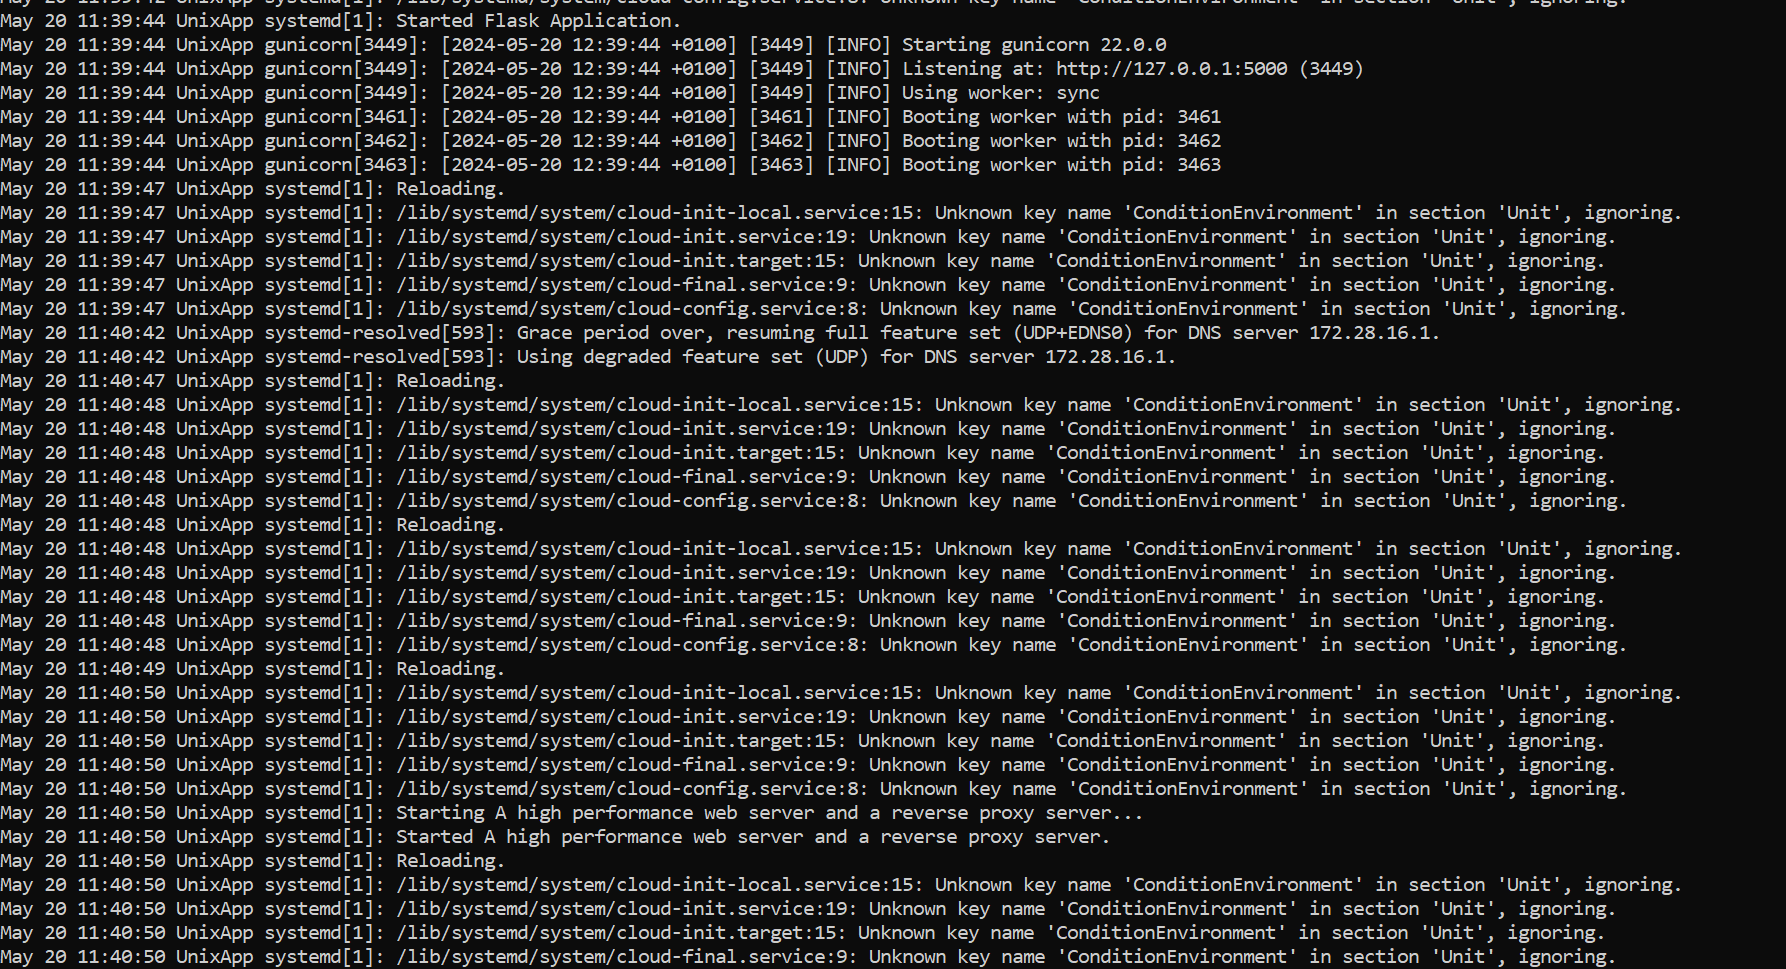 May 20 11:39:42 UnixApp systemd[1]: /lib/systemd/system/cloud-config.service:8: Unknown key name 'ConditionEnvironment' in section 'Unit', ignoring.
May 20 11:39:44 UnixApp systemd[1]: Started Flask Application.
May 20 11:39:44 UnixApp gunicorn[3449]: [2024-05-20 12:39:44 +0100] [3449] [INFO] Starting gunicorn 22.0.0
May 20 11:39:44 UnixApp gunicorn[3449]: [2024-05-20 12:39:44 +0100] [3449] [INFO] Listening at: http://127.0.0.1:5000 (3449)
May 20 11:39:44 UnixApp gunicorn[3449]: [2024-05-20 12:39:44 +0100] [3449] [INFO] Using worker: sync
May 20 11:39:44 UnixApp gunicorn[3461]: [2024-05-20 12:39:44 +0100] [3461] [INFO] Booting worker with pid: 3461
May 20 11:39:44 UnixApp gunicorn[3462]: [2024-05-20 12:39:44 +0100] [3462] [INFO] Booting worker with pid: 3462
May 20 11:39:44 UnixApp gunicorn[3463]: [2024-05-20 12:39:44 +0100] [3463] [INFO] Booting worker with pid: 3463
May 20 11:39:47 UnixApp systemd[1]: Reloading.
May 20 11:39:47 UnixApp systemd[1]: /lib/systemd/system/cloud-init-local.service:15: Unknown key name 'ConditionEnvironment' in section 'Unit', ignoring.
May 20 11:39:47 UnixApp systemd[1]: /lib/systemd/system/cloud-init.service:19: Unknown key name 'ConditionEnvironment' in section 'Unit', ignoring.
May 20 11:39:47 UnixApp systemd[1]: /lib/systemd/system/cloud-init.target:15: Unknown key name 'ConditionEnvironment' in section 'Unit', ignoring.
May 20 11:39:47 UnixApp systemd[1]: /lib/systemd/system/cloud-final.service:9: Unknown key name 'ConditionEnvironment' in section 'Unit', ignoring.
May 20 11:39:47 UnixApp systemd[1]: /lib/systemd/system/cloud-config.service:8: Unknown key name 'ConditionEnvironment' in section 'Unit', ignoring.
May 20 11:40:42 UnixApp systemd-resolved[593]: Grace period over, resuming full feature set (UDP+EDNS0) for DNS server 172.28.16.1.
May 20 11:40:42 UnixApp systemd-resolved[593]: Using degraded feature set (UDP) for DNS server 172.28.16.1.
May 20 11:40:47 UnixApp systemd[1]: Reloading.
May 20 11:40:48 UnixApp systemd[1]: /lib/systemd/system/cloud-init-local.service:15: Unknown key name 'ConditionEnvironment' in section 'Unit', ignoring.
May 20 11:40:48 UnixApp systemd[1]: /lib/systemd/system/cloud-init.service:19: Unknown key name 'ConditionEnvironment' in section 'Unit', ignoring.
May 20 11:40:48 UnixApp systemd[1]: /lib/systemd/system/cloud-init.target:15: Unknown key name 'ConditionEnvironment' in section 'Unit', ignoring.
May 20 11:40:48 UnixApp systemd[1]: /lib/systemd/system/cloud-final.service:9: Unknown key name 'ConditionEnvironment' in section 'Unit', ignoring.
May 20 11:40:48 UnixApp systemd[1]: /lib/systemd/system/cloud-config.service:8: Unknown key name 'ConditionEnvironment' in section 'Unit', ignoring.
May 20 11:40:48 UnixApp systemd[1]: Reloading.
May 20 11:40:48 UnixApp systemd[1]: /lib/systemd/system/cloud-init-local.service:15: Unknown key name 'ConditionEnvironment' in section 'Unit', ignoring.
May 20 11:40:48 UnixApp systemd[1]: /lib/systemd/system/cloud-init.service:19: Unknown key name 'ConditionEnvironment' in section 'Unit', ignoring.
May 20 11:40:48 UnixApp systemd[1]: /lib/systemd/system/cloud-init.target:15: Unknown key name 'ConditionEnvironment' in section 'Unit', ignoring.
May 20 11:40:48 UnixApp systemd[1]: /lib/systemd/system/cloud-final.service:9: Unknown key name 'ConditionEnvironment' in section 'Unit', ignoring.
May 20 11:40:48 UnixApp systemd[1]: /lib/systemd/system/cloud-config.service:8: Unknown key name 'ConditionEnvironment' in section 'Unit', ignoring.
May 20 11:40:49 UnixApp systemd[1]: Reloading.
May 20 11:40:50 UnixApp systemd[1]: /lib/systemd/system/cloud-init-local.service:15: Unknown key name 'ConditionEnvironment' in section 'Unit', ignoring.
May 20 11:40:50 UnixApp systemd[1]: /lib/systemd/system/cloud-init.service:19: Unknown key name 'ConditionEnvironment' in section 'Unit', ignoring.
May 20 11:40:50 UnixApp systemd[1]: /lib/systemd/system/cloud-init.target:15: Unknown key name 'ConditionEnvironment' in section 'Unit', ignoring.
May 20 11:40:50 UnixApp systemd[1]: /lib/systemd/system/cloud-final.service:9: Unknown key name 'ConditionEnvironment' in section 'Unit', ignoring.
May 20 11:40:50 UnixApp systemd[1]: /lib/systemd/system/cloud-config.service:8: Unknown key name 'ConditionEnvironment' in section 'Unit', ignoring.
May 20 11:40:50 UnixApp systemd[1]: Starting A high performance web server and a reverse proxy server...
May 20 11:40:50 UnixApp systemd[1]: Started A high performance web server and a reverse proxy server.
May 20 11:40:50 UnixApp systemd[1]: Reloading.
May 20 11:40:50 UnixApp systemd[1]: /lib/systemd/system/cloud-init-local.service:15: Unknown key name 'ConditionEnvironment' in section 'Unit', ignoring.
May 20 11:40:50 UnixApp systemd[1]: /lib/systemd/system/cloud-init.service:19: Unknown key name 'ConditionEnvironment' in section 'Unit', ignoring.
May 20 11:40:50 UnixApp systemd[1]: /lib/systemd/system/cloud-init.target:15: Unknown key name 'ConditionEnvironment' in section 'Unit', ignoring.
May 20 11:40:50 UnixApp systemd[1]: /lib/systemd/system/cloud-final.service:9: Unknown key name 'ConditionEnvironment' in section 'Unit', ignoring.